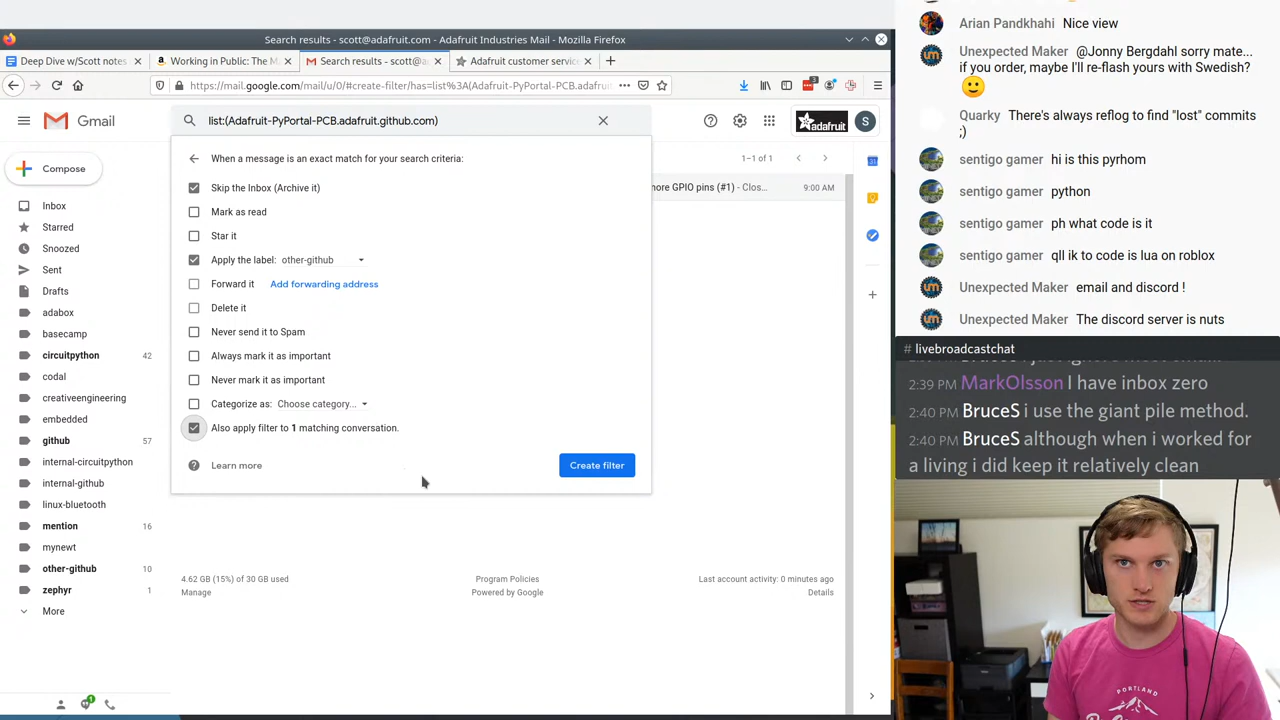 Search results - scott@adafruit.com - Adafruit Industries Mail - Mozilla Firefox
Deep Dive w/Scott notes
Working in Public: The M
Search results - scott@ad
Adafruit customer service
https://mail.google.com/mail/u/0/#create-filter/has=list%3A(Adafruit-PyPortal-PCB.adafruit.
3
Gmail
list:(Adafruit-PyPortal-PCB.adafruit.github.com)
adafruit
S
Compose
Inbox
Starred
Snoozed
Sent
Drafts
adabox
basecamp
circuitpython 42
codal
creativeengineering
embedded
github 57
internal-circuitpython
internal-github
linux-bluetooth
mention 16
mynewt
other-github 10
zephyr 1
More
1
When a message is an exact match for your search criteria:
Skip the Inbox (Archive it)
Mark as read
Star it
Apply the label: other-github
Forward it Add forwarding address
Delete it
Never send it to Spam
Always mark it as important
Never mark it as important
Categorize as: Choose category...
Also apply filter to 1 matching conversation.
Learn more
Create filter
1–1 of 1
more GPIO pins (#1) - Clos... 9:00 AM
4.62 GB (15%) of 30 GB used
Manage
Program Policies
Powered by Google
Last account activity: 0 minutes ago
Details
Arian Pandkhahi Nice view
Unexpected Maker @Jonny Bergdahl sorry mate...
if you order, maybe I'll re-flash yours with Swedish?
Quarky There's always reflog to find "lost" commits
;)
sentigo gamer hi is this pyrhom
sentigo gamer python
sentigo gamer ph what code is it
sentigo gamer qll ik to code is lua on roblox
Unexpected Maker email and discord !
Unexpected Maker The discord server is nuts
# livebroadcastchat
2:39 PM MarkOlsson I have inbox zero
2:40 PM BruceS i use the giant pile method.
2:40 PM BruceS although when i worked for
a living i did keep it relatively clean
PORTLAND